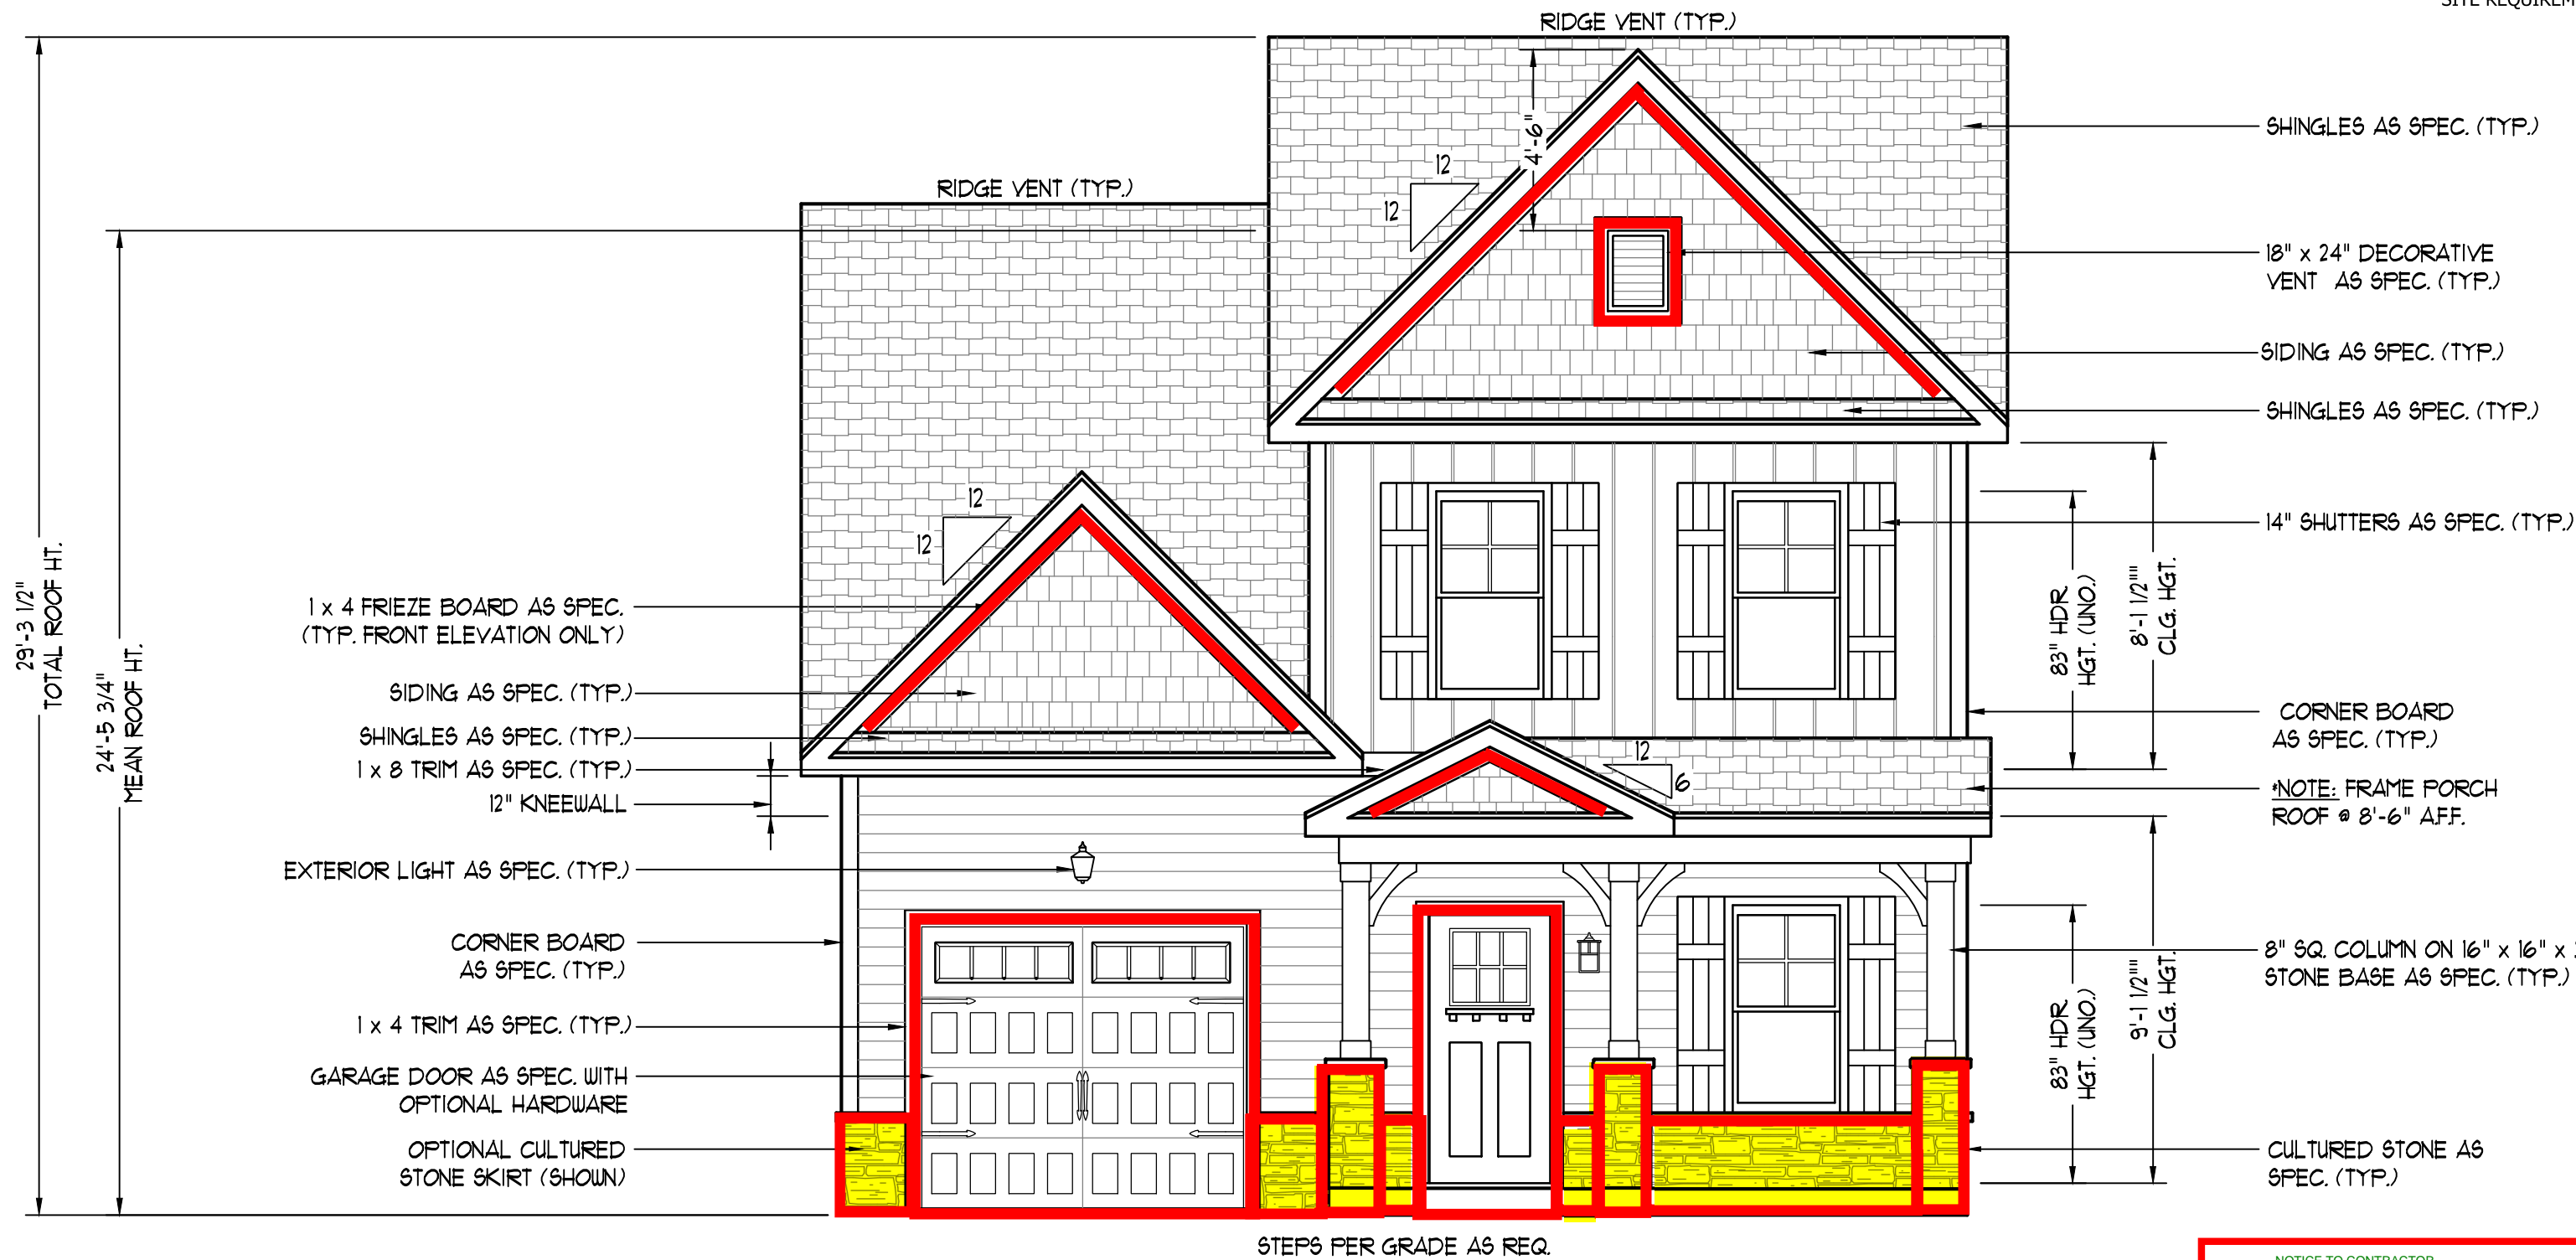 SITE REQUIREM
RIDGE VENT (TYP.)
SHINGLES AS SPEC. (TYP.)
4'-6"
12
12
RIDGE VENT (TYP.)
18" x 24" DECORATIVE
VENT AS SPEC. (TYP.)
SIDING AS SPEC. (TYP.)
SHINGLES AS SPEC. (TYP.)
12
12
14" SHUTTERS AS SPEC. (TYP.)
29'-3 1/2"
TOTAL ROOF HT.
24'-5 3/4"
MEAN ROOF HT.
1 x 4 FRIEZE BOARD AS SPEC.
(TYP. FRONT ELEVATION ONLY)
83" HDR.
HGT. (UNO.)
8'-1 1/2""
CLG. HGT.
SIDING AS SPEC. (TYP.)
SHINGLES AS SPEC. (TYP.)
1 x 8 TRIM AS SPEC. (TYP.)
12" KNEEWALL
12
6
CORNER BOARD
AS SPEC. (TYP.)
*NOTE: FRAME PORCH
ROOF @ 8'-6" A.F.F.
EXTERIOR LIGHT AS SPEC. (TYP.)
CORNER BOARD
AS SPEC. (TYP.)
8" SQ. COLUMN ON 16" x 16" x
STONE BASE AS SPEC. (TYP.)
1 x 4 TRIM AS SPEC. (TYP.)
83" HDR.
HGT. (UNO.)
9'-1 1/2""
CLG. HGT.
GARAGE DOOR AS SPEC. WITH
OPTIONAL HARDWARE
OPTIONAL CULTURED
STONE SKIRT (SHOWN)
CULTURED STONE AS
SPEC. (TYP.)
STEPS PER GRADE AS REQ.
NOTICE TO CONTRACTOR